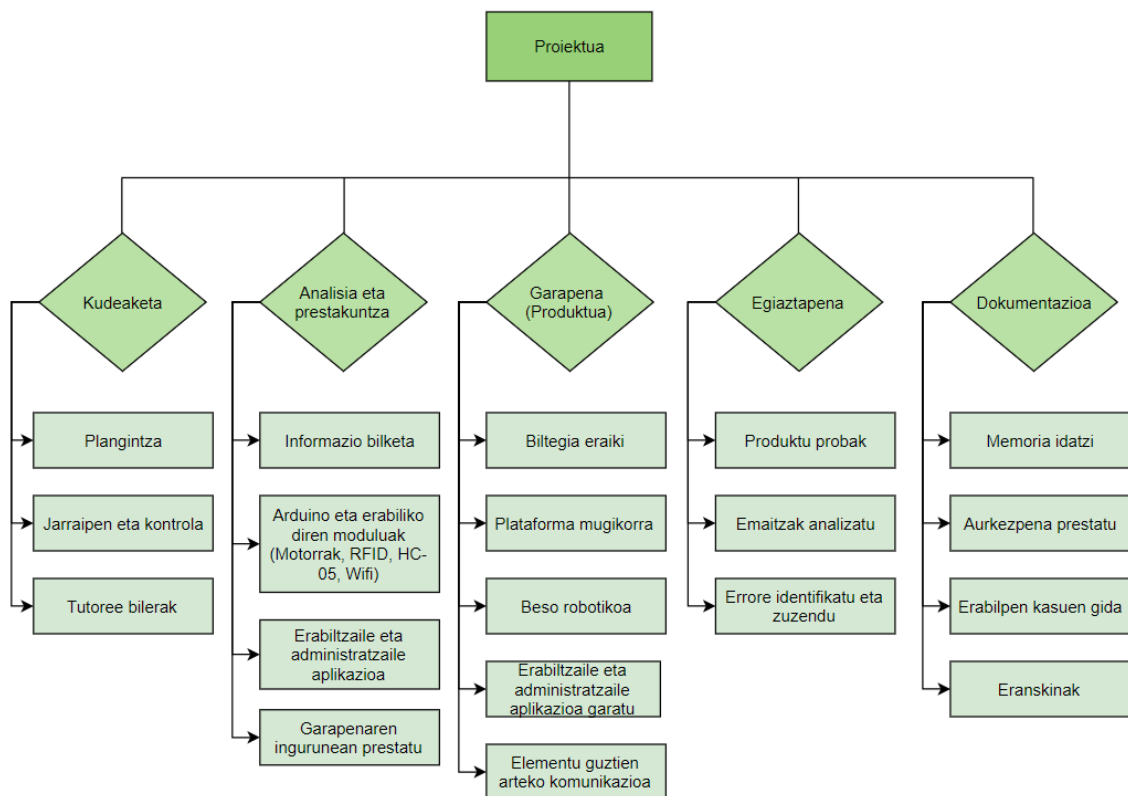 Proiektua
Kudeaketa
Plangintza
Jarraipen eta kontrola
Tutoree bilerak
Analisia eta
prestakuntza
Informazio bilketa
Arduino eta erabiliko
diren moduluak
(Motorrak, RFID, HC-
05, Wifi)
Erabiltzaile eta
administratzaile
aplikazioa
Garapenaren
ingurunean prestatu
Garapena
(Produktua)
Biltegia eraiki
Plataforma mugikorra
Beso robotikoa
Erabiltzaile eta
administratzaile
aplikazioa garatu
Elementu guztien
arteko komunikazioa
Egiaztapena
Produktu probak
Emaitzak analizatu
Errore identifikatu eta
zuzendu
Dokumentazioa
Memoria idatzi
Aurkezpena prestatu
Erabilpen kasuen gida
Eranskinak